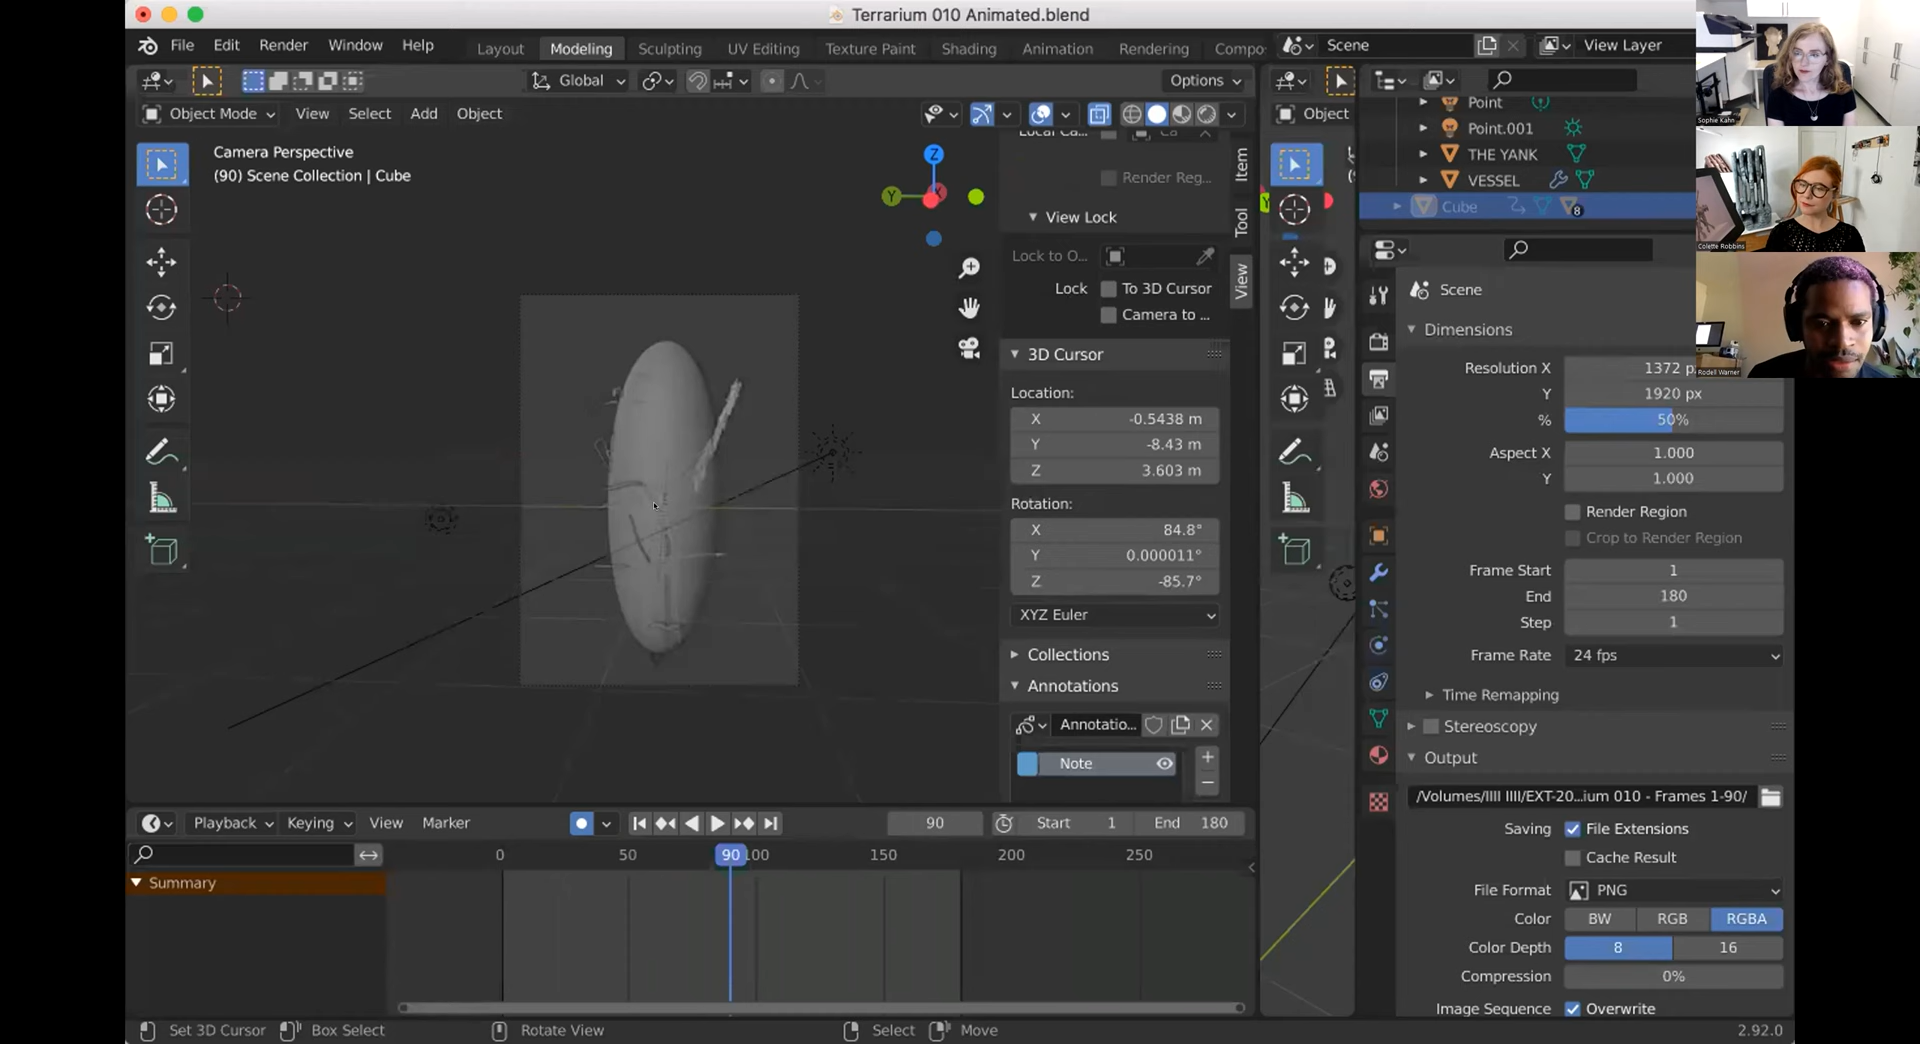 Terrarium 010 Animated.blend
File Edit Render Window Help
Layout Modeling Sculpting UV Editing Texture Paint Shading Animation Rendering Compo
Scene
View Layer
Global
Options
Object Mode View Select Add Object
Object
Camera Perspective
(90) Scene Collection | Cube
Z
Y
X
Y
Item
Tool
View
Render Reg...
View Lock
Lock to O...
Lock To 3D Cursor
Camera to ...
3D Cursor
Location:
X -0.5438 m
Y -8.43 m
Z 3.603 m
Rotation:
X 84.8°
Y 0.000011°
Z -85.7°
XYZ Euler
Collections
Annotations
Annotatio...
Note
Point
Point.001
THE YANK
VESSEL
Cube 8
Scene
Dimensions
Resolution X 1372 p
Y 1920 px
% 50%
Aspect X 1.000
Y 1.000
Render Region
Crop to Render Region
Frame Start 1
End 180
Step 1
Frame Rate 24 fps
Time Remapping
Stereoscopy
Output
/Volumes/IIII IIII/EXT-20...ium 010 - Frames 1-90/
Saving File Extensions
Cache Result
File Format PNG
Color BW RGB RGBA
Color Depth 8 16
Compression 0%
Image Sequence Overwrite
Playback Keying View Marker
90 Start 1 End 180
0 50 90 100 150 200 250
Summary
Set 3D Cursor Box Select Rotate View Select Move
2.92.0
Sophie Kahn
Colette Robbins
Rodell Warner